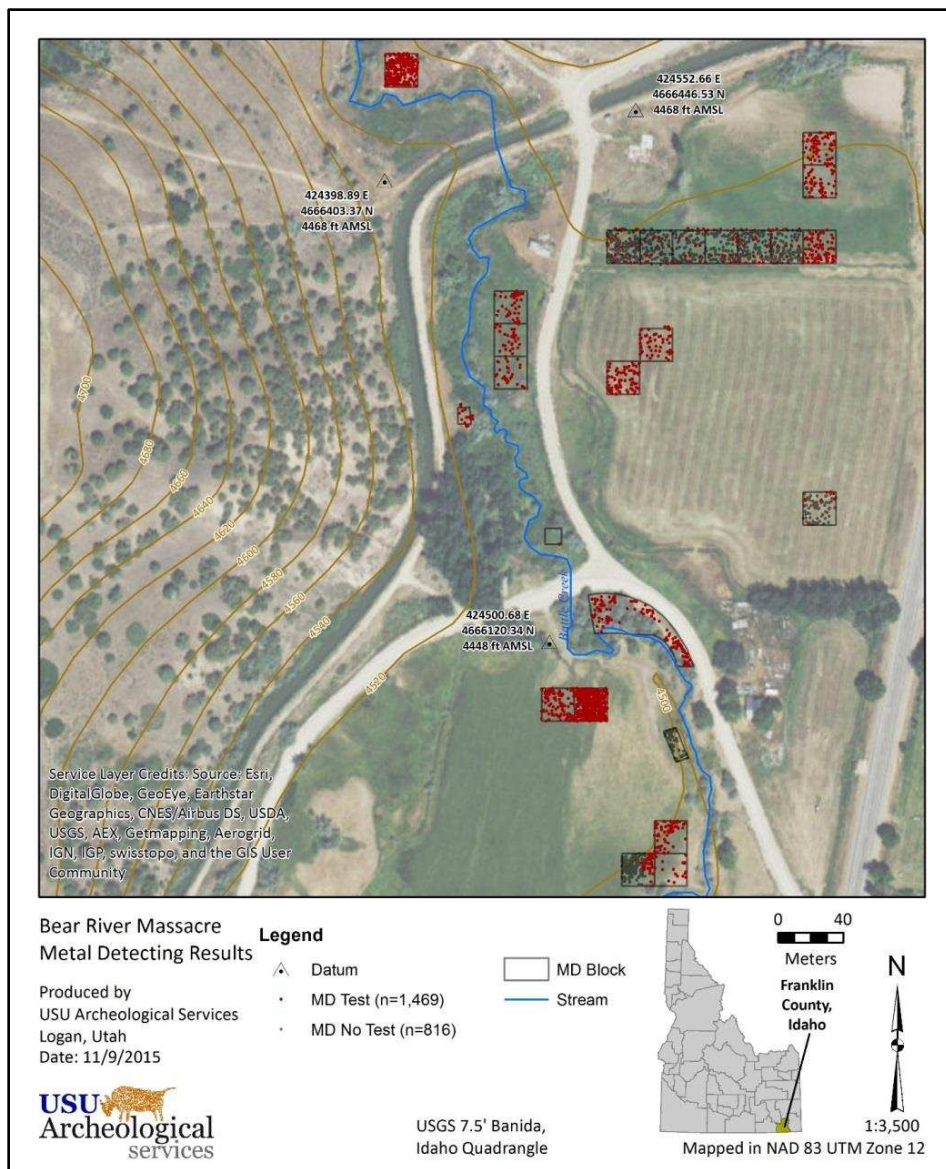 424552.66 E
4666446.53 N
4468 ft AMSL
424398.89 E
4666403.37 N
4468 ft AMSL
4700
4680
4660
4640
4620
4600
4580
4560
4540
4520
Battle Creek
424500.68 E
4666120.34 N
4448 ft AMSL
4500
Service Layer Credits: Source: Esri,
DigitalGlobe, GeoEye, Earthstar
Geographics, CNES/Airbus DS, USDA,
USGS, AEX, Getmapping, Aerogrid,
IGN, IGP, swisstopo, and the GIS User
Community
Bear River Massacre
Metal Detecting Results
Produced by
USU Archeological Services
Logan, Utah
Date: 11/9/2015
USU
Archeological
services
Legend
Datum
MD Test (n=1,469)
MD No Test (n=816)
MD Block
Stream
USGS 7.5' Banida,
Idaho Quadrangle
0 40
Meters
Franklin
County,
Idaho
N
1:3,500
Mapped in NAD 83 UTM Zone 12